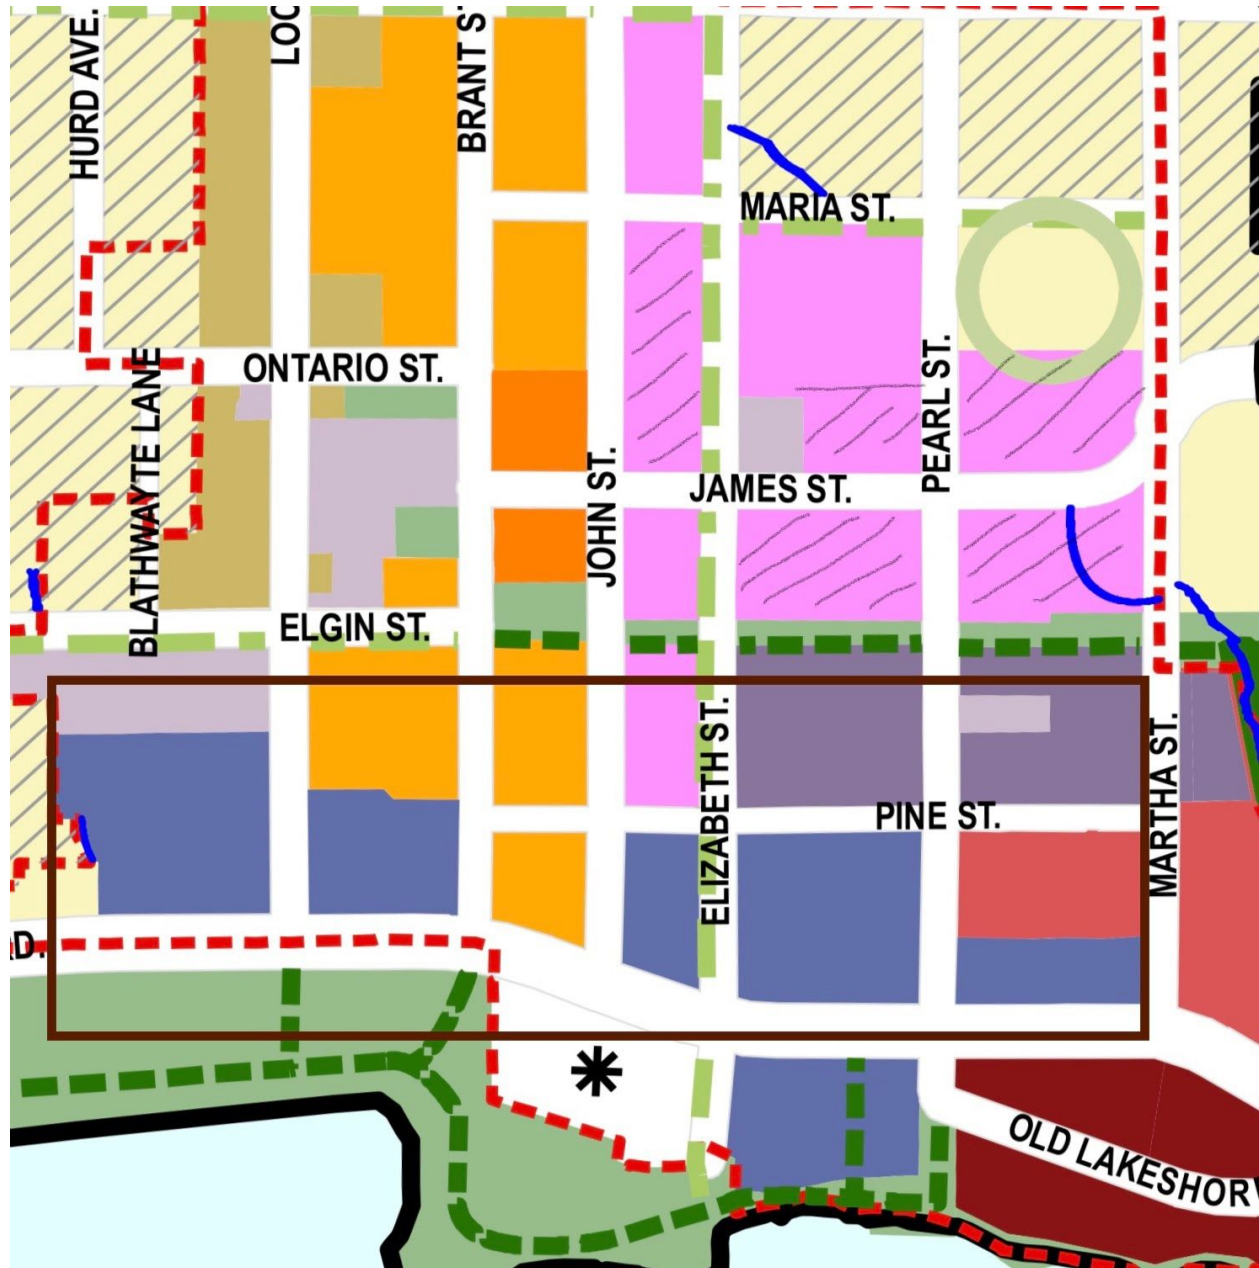 HURD AVE.
LOC
BRANT S
MARIA ST.
ONTARIO ST.
PEARL ST.
BLATHWAYTE LANE
JAMES ST.
JOHN ST.
ELGIN ST.
ELIZABETH ST.
MARTHA ST.
PINE ST.
D.
OLD LAKESHOR